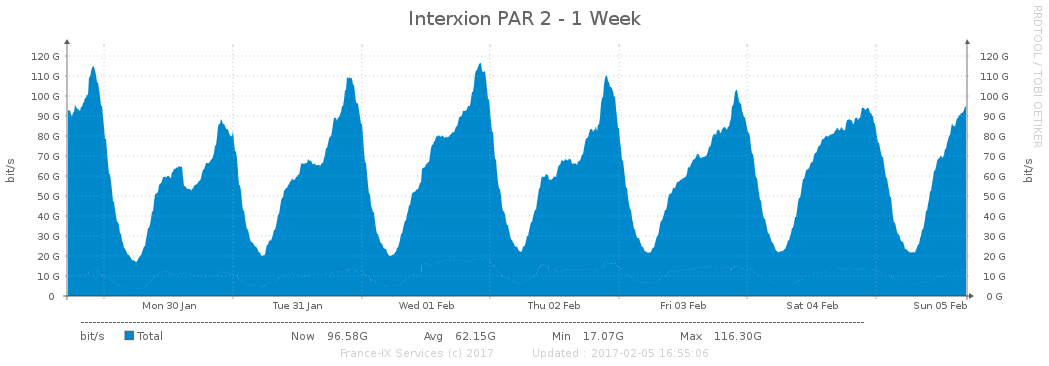 Interxion PAR 2 - 1 Week
RRDTOOL / TOBI OETIKER
120 G 120 G
110 G 110 G
100 G 100 G
90 G 90 G
80 G 80 G
70 G 70 G
60 G 60 G
50 G 50 G
40 G 40 G
30 G 30 G
20 G 20 G
10 G 10 G
0 0 G
bit/s bit/s
Mon 30 Jan Tue 31 Jan Wed 01 Feb Thu 02 Feb Fri 03 Feb Sat 04 Feb Sun 05 Feb
bit/s Total Now 96.58G Avg 62.15G Min 17.07G Max 116.30G
France-IX Services (c) 2017 Updated : 2017-02-05 16:55:06